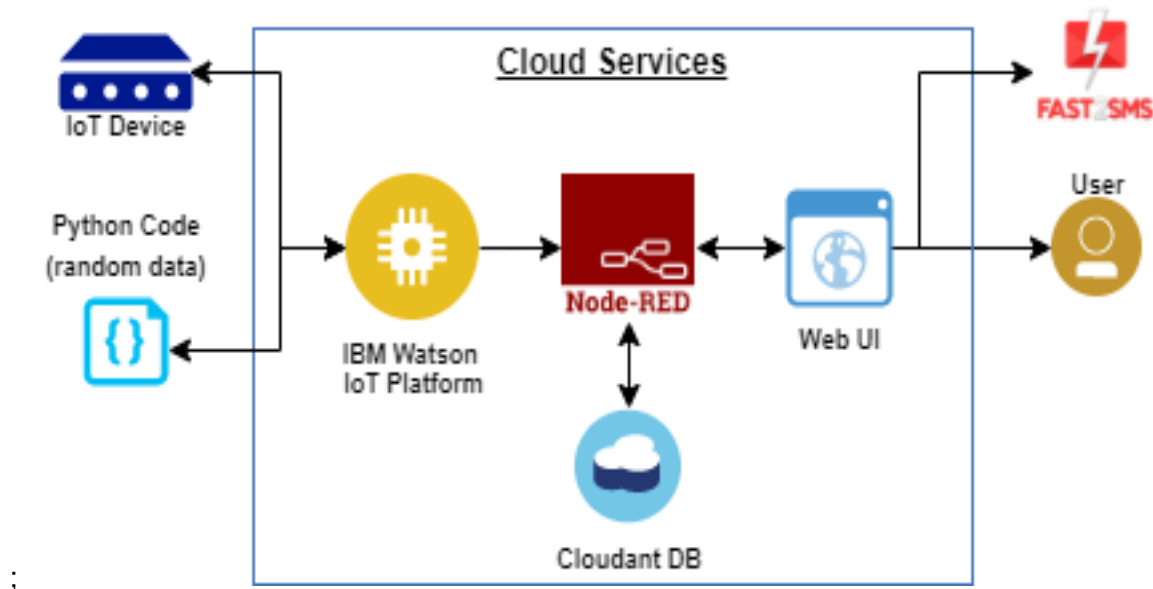 Cloud Services
IoT Device
FAST2SMS
User
Python Code
(random data)
{}
Node-RED
IBM Watson
IoT Platform
Web UI
Cloudant DB
;